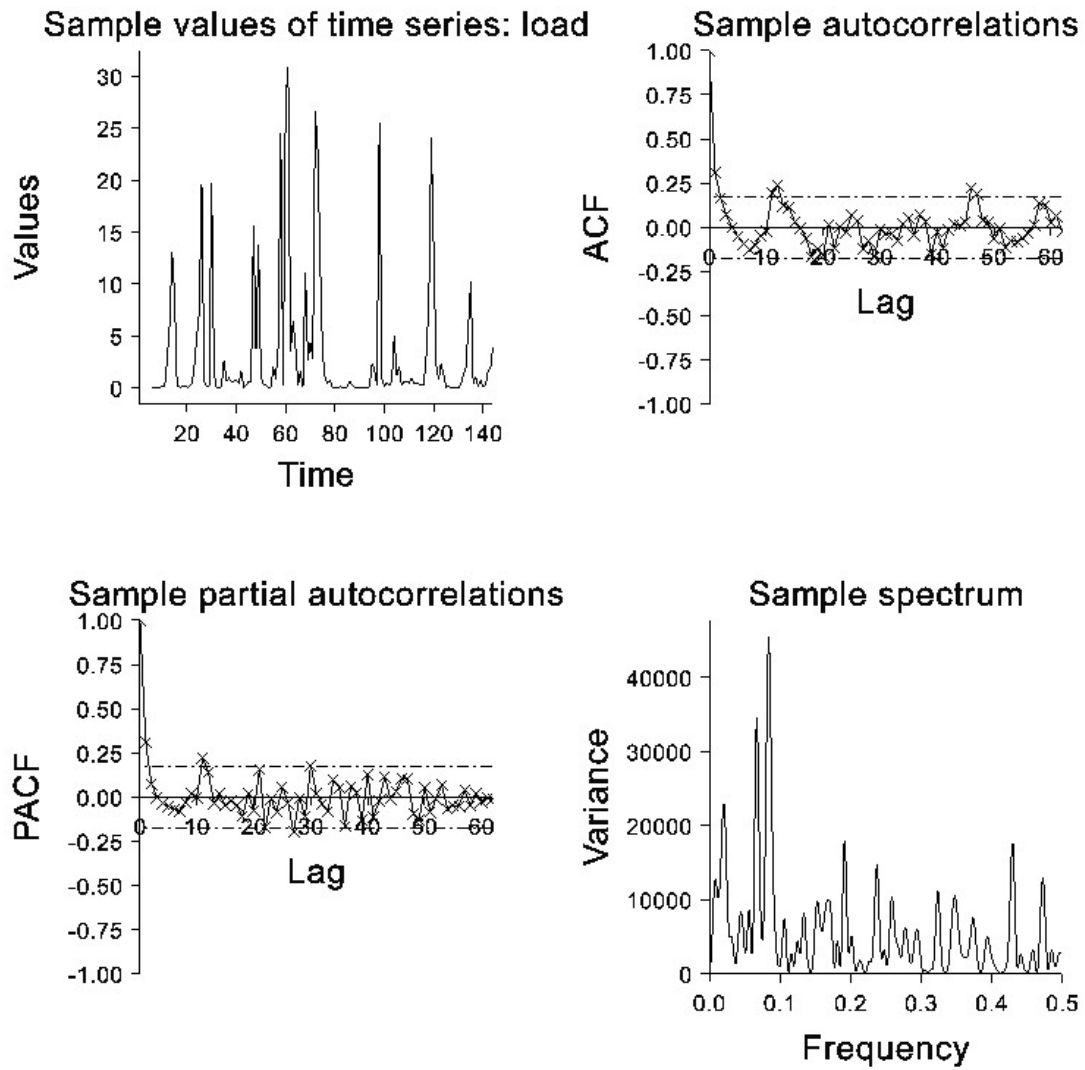 Sample values of time series: load
Values
30
25
20
15
10
5
0
20 40 60 80 100 120 140
Time
Sample autocorrelations
ACF
1.00
0.75
0.50
0.25
0.00
-0.25
-0.50
-0.75
-1.00
0 10 20 30 40 50 60
Lag
Sample partial autocorrelations
PACF
1.00
0.75
0.50
0.25
0.00
-0.25
-0.50
-0.75
-1.00
0 10 20 30 40 50 60
Lag
Sample spectrum
Variance
40000
30000
20000
10000
0
0.0 0.1 0.2 0.3 0.4 0.5
Frequency